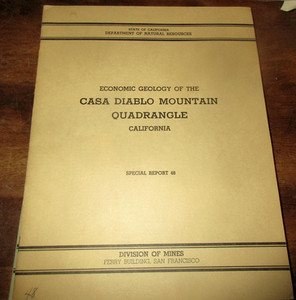 STATE OF CALIFORNIA
DEPARTMENT OF NATURAL RESOURCES
ECONOMIC GEOLOGY OF THE
CASA DIABLO MOUNTAIN
QUADRANGLE
CALIFORNIA
SPECIAL REPORT 48
DIVISION OF MINES
FERRY BUILDING, SAN FRANCISCO
48